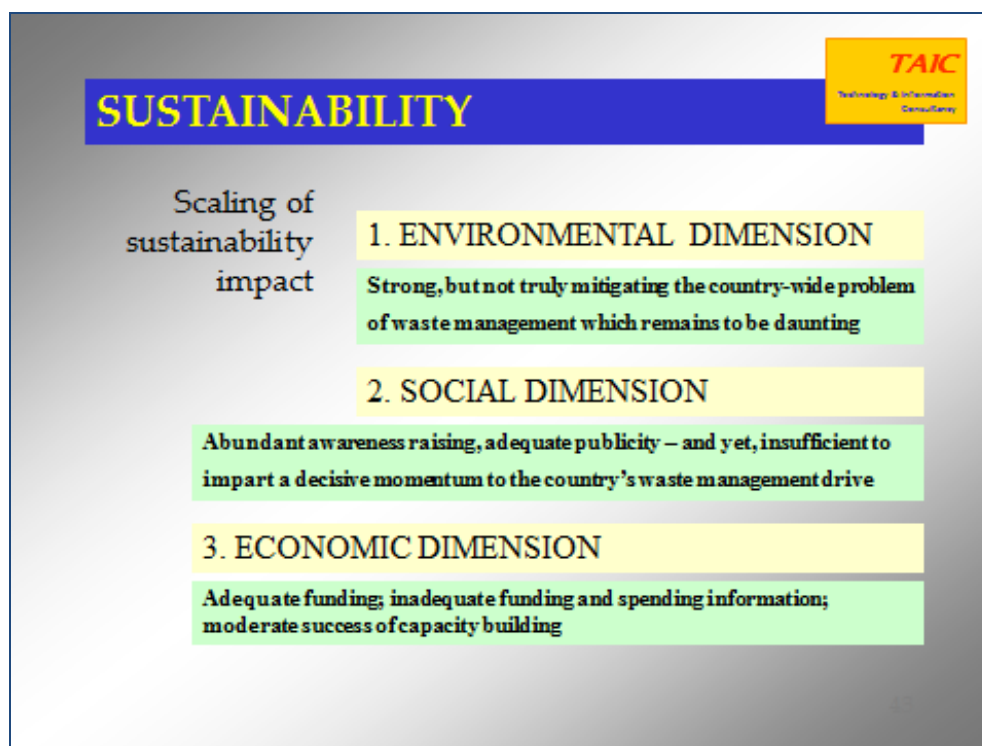 TAIC
Technology & Information
Consultancy
SUSTAINABILITY
Scaling of
sustainability
impact
1. ENVIRONMENTAL DIMENSION
Strong, but not truly mitigating the country-wide problem
of waste management which remains to be daunting
2. SOCIAL DIMENSION
Abundant awareness raising, adequate publicity – and yet, insufficient to
impart a decisive momentum to the country's waste management drive
3. ECONOMIC DIMENSION
Adequate funding; inadequate funding and spending information;
moderate success of capacity building